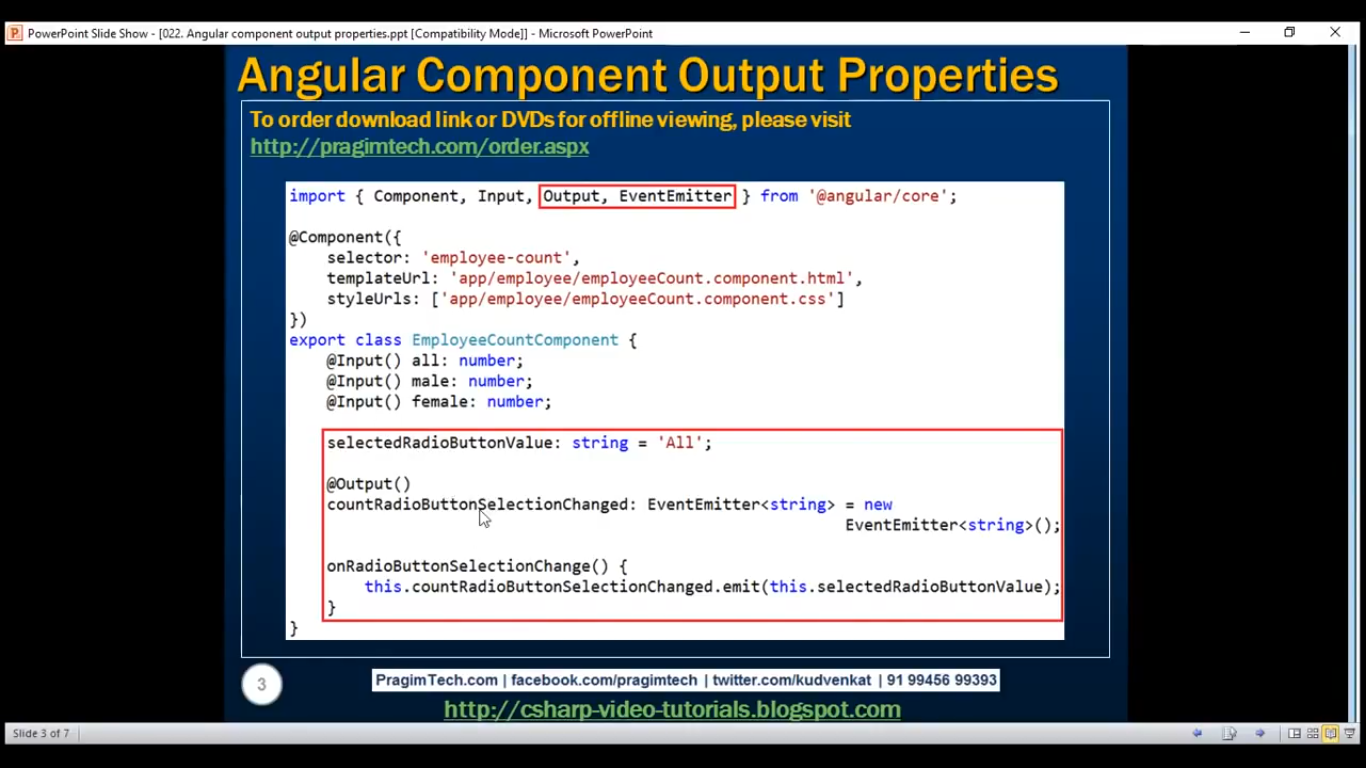 PowerPoint Slide Show - [022. Angular component output properties.ppt [Compatibility Mode]] - Microsoft PowerPoint
Angular Component Output Properties
To order download link or DVDs for offline viewing, please visit
http://pragimtech.com/order.aspx
import { Component, Input, Output, EventEmitter } from '@angular/core';
@Component({
    selector: 'employee-count',
    templateUrl: 'app/employee/employeeCount.component.html',
    styleUrls: ['app/employee/employeeCount.component.css']
})
export class EmployeeCountComponent {
    @Input() all: number;
    @Input() male: number;
    @Input() female: number;
    selectedRadioButtonValue: string = 'All';
    @Output()
    countRadioButtonSelectionChanged: EventEmitter<string> = new
    EventEmitter<string>();
    onRadioButtonSelectionChange() {
        this.countRadioButtonSelectionChanged.emit(this.selectedRadioButtonValue);
    }
}
3
PragimTech.com | facebook.com/pragimtech | twitter.com/kudvenkat | 91 99456 99393
http://csharp-video-tutorials.blogspot.com
Slide 3 of 7